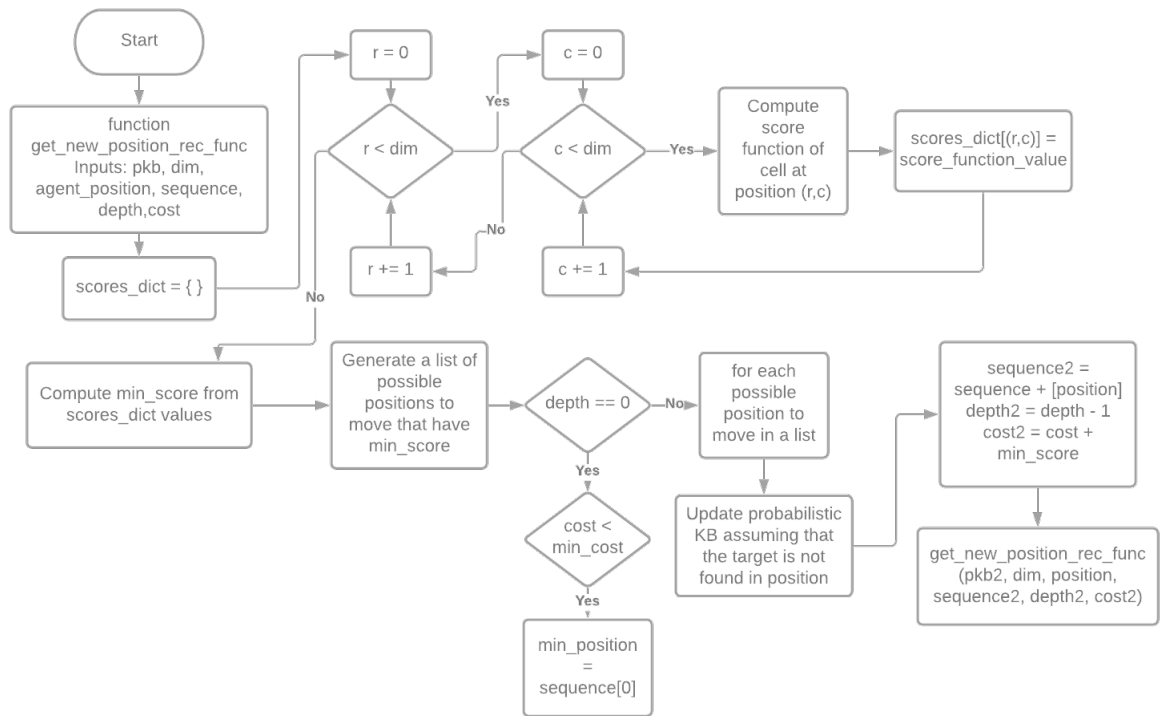 Start
function
get_new_position_rec_func
Inputs: pkb, dim,
agent_position, sequence,
depth,cost
scores_dict = { }
r = 0
r < dim
Yes
No
r += 1
c = 0
c < dim
Yes
No
c += 1
Compute
score
function of
cell at
position (r,c)
scores_dict[(r,c)] =
score_function_value
Compute min_score from
scores_dict values
Generate a list of
possible
positions to
move that have
min_score
depth == 0
No
Yes
cost <
min_cost
Yes
min_position
=
sequence[0]
for each
possible
position to
move in a list
Update probabilistic
KB assuming that
the target is not
found in position
sequence2 =
sequence + [position]
depth2 = depth - 1
cost2 = cost +
min_score
get_new_position_rec_func
(pkb2, dim, position,
sequence2, depth2, cost2)